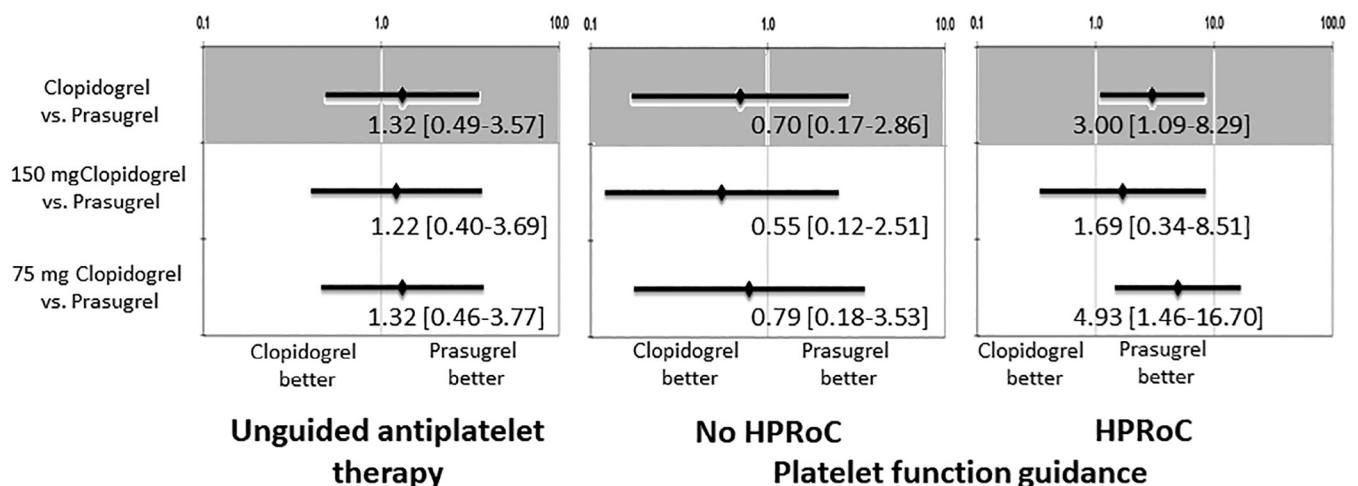 0.1 1.0 10.0 0.1 1.0 10.0 0.1 1.0 10.0 100.0
Clopidogrel
vs. Prasugrel
1.32 [0.49-3.57] 0.70 [0.17-2.86] 3.00 [1.09-8.29]
150 mgClopidogrel
vs. Prasugrel
1.22 [0.40-3.69] 0.55 [0.12-2.51] 1.69 [0.34-8.51]
75 mg Clopidogrel
vs. Prasugrel
1.32 [0.46-3.77] 0.79 [0.18-3.53] 4.93 [1.46-16.70]
Clopidogrel Prasugrel Clopidogrel Prasugrel Clopidogrel Prasugrel
better better better better better better
Unguided antiplatelet No HPRoC HPRoC
therapy Platelet function guidance